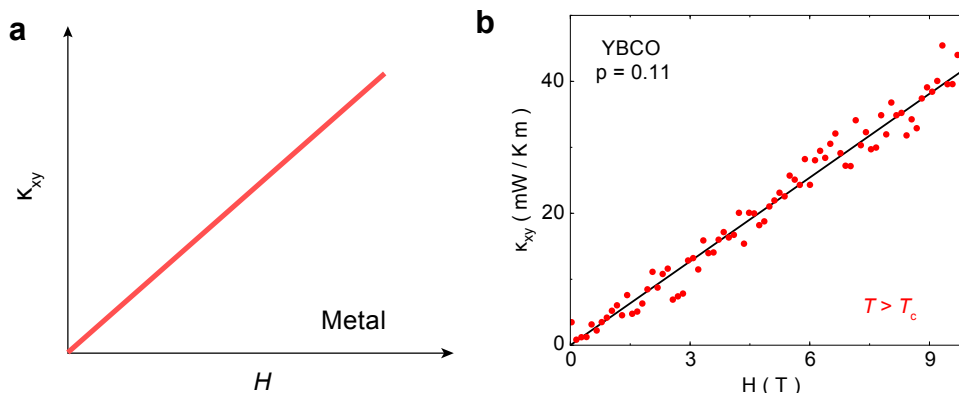 a
κxy
Metal
H
b
YBCO
p = 0.11
κxy ( mW / K m )
40
20
0
T > Tc
0
3
6
9
H ( T )